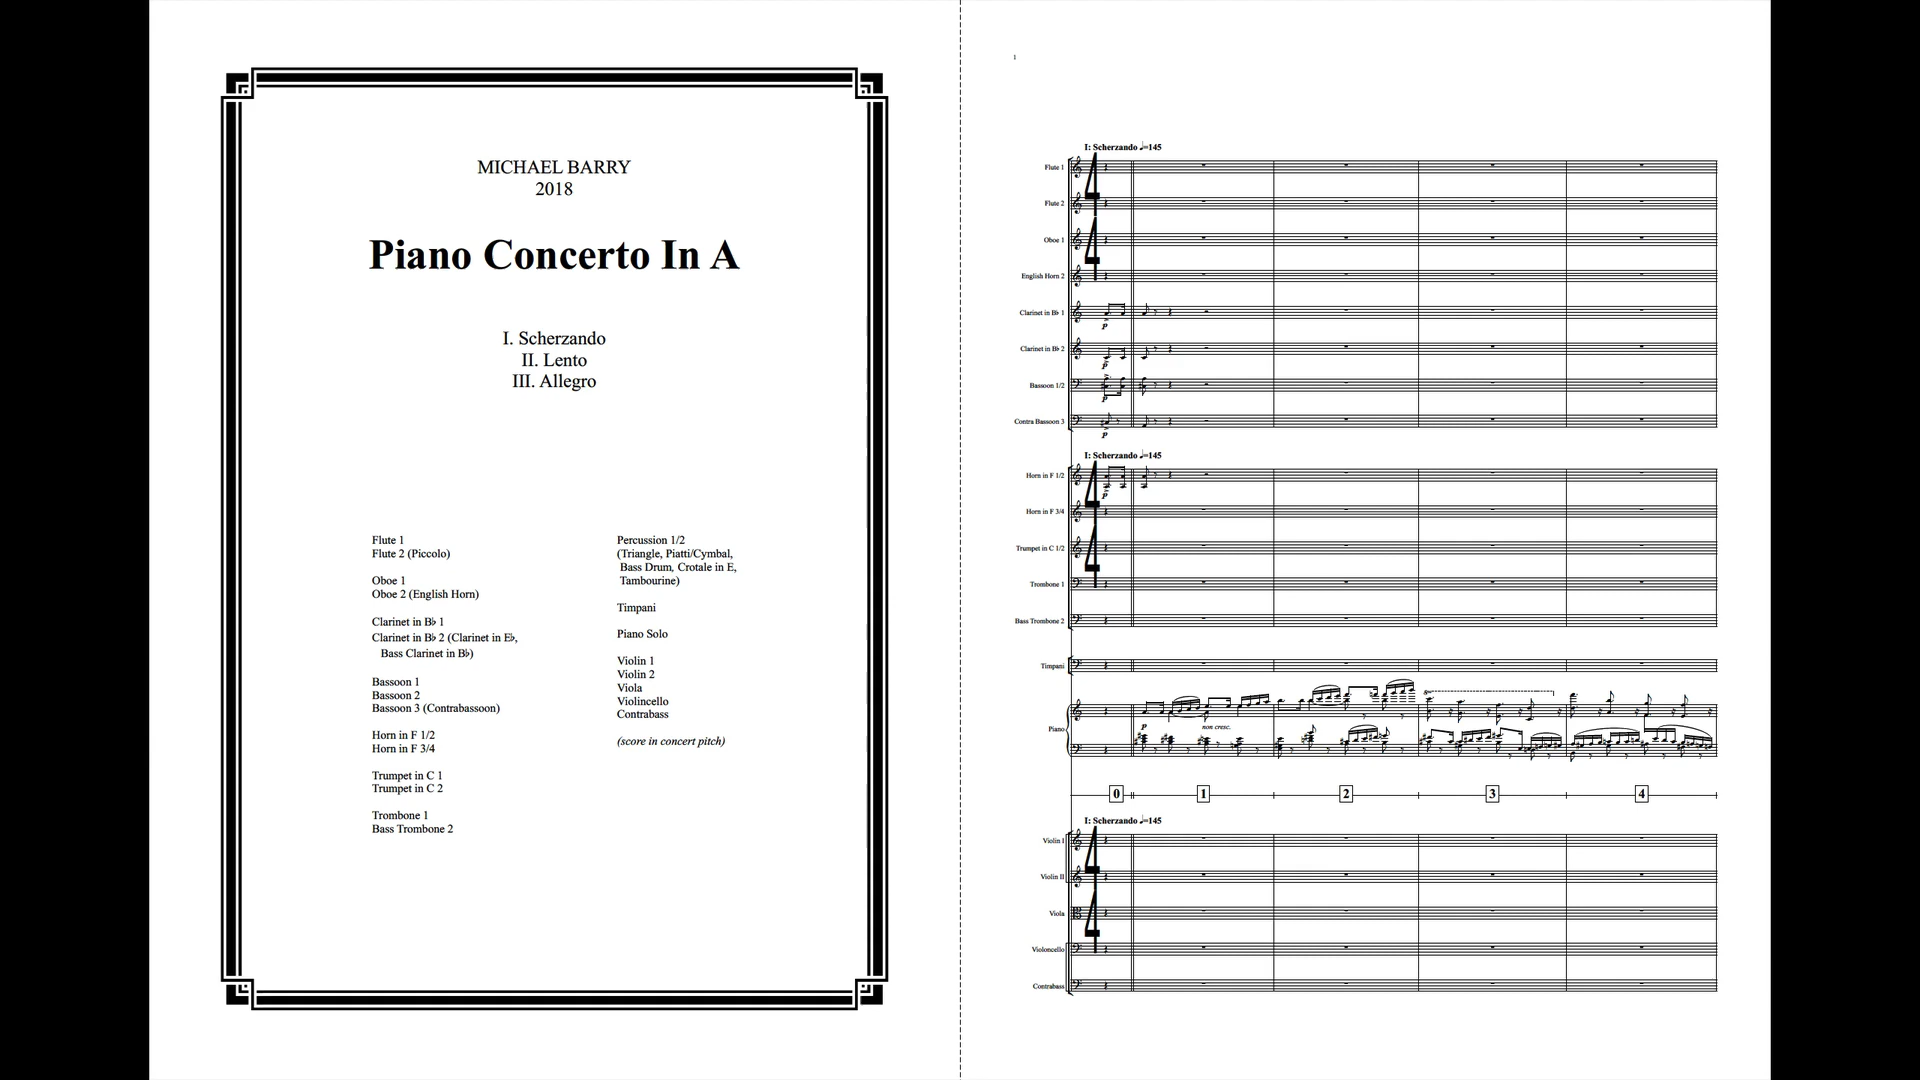 MICHAEL BARRY
2018
Piano Concerto In A
I. Scherzando
II. Lento
III. Allegro
Flute 1
Flute 2 (Piccolo)
Oboe 1
Oboe 2 (English Horn)
Clarinet in B♭ 1
Clarinet in B♭ 2 (Clarinet in E♭,
Bass Clarinet in B♭)
Bassoon 1
Bassoon 2
Bassoon 3 (Contrabassoon)
Horn in F 1/2
Horn in F 3/4
Trumpet in C 1
Trumpet in C 2
Trombone 1
Bass Trombone 2
Percussion 1/2
(Triangle, Piatti/Cymbal,
Bass Drum, Crotale in E,
Tambourine)
Timpani
Piano Solo
Violin 1
Violin 2
Viola
Violincello
Contrabass
(score in concert pitch)
1
I: Scherzando ♩=145
Flute 1
4
Flute 2
Oboe 1
4
English Horn 2
Clarinet in B♭ 1
p
Clarinet in B♭ 2
p
Bassoon 1/2
p
Contra Bassoon 3
p
I: Scherzando ♩=145
Horn in F 1/2
4
p
Horn in F 3/4
Trumpet in C 1/2
4
Trombone 1
Bass Trombone 2
Timpani
8va
Piano
p
non cresc.
0 1 2 3 4
I: Scherzando ♩=145
Violin I
4
Violin II
Viola
4
Violoncello
Contrabass